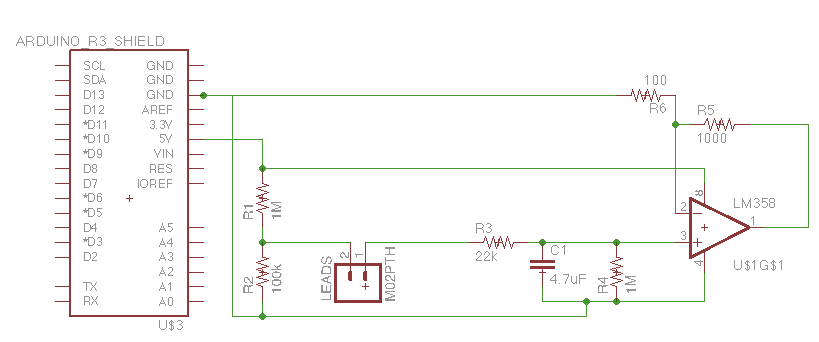 ARDUINO_R3_SHIELD
SCL GND
SDA GND
D13 GND
D12 AREF
*D11 3.3V
*D10 5V
*D9 VIN
D8 RES
D7 IOREF
*D6
*D5
D4 A5
*D3 A4
D2 A3
A2
TX A1
RX A0
U$3
R1
1M
R2
100k
LEADS
2
1
M02PTH
R3
22k
C1
4.7uF
R4
1M
100
R6
R5
1000
LM358
8
2
3
1
4
U$1G$1